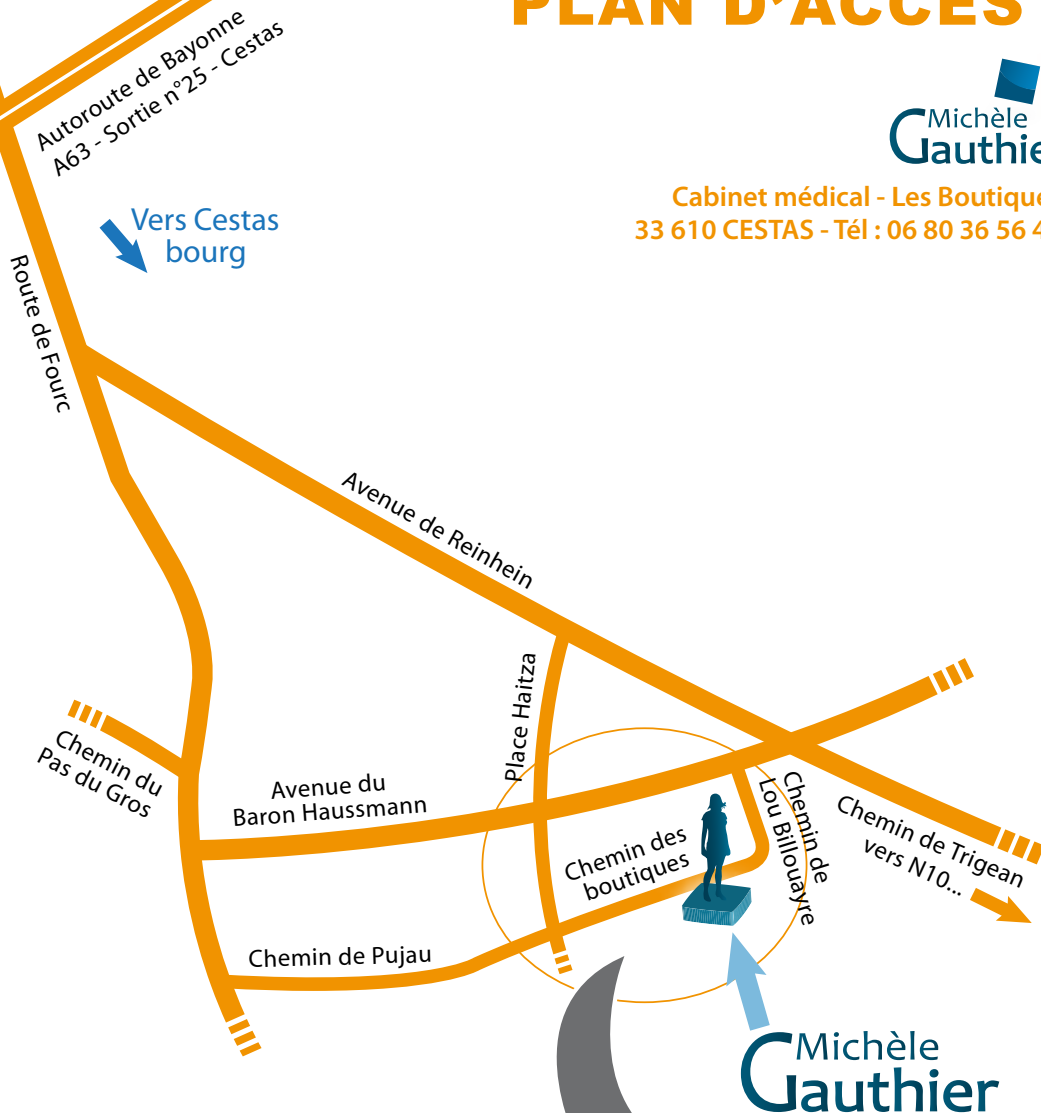 PLAN D'ACCES
Autoroute de Bayonne
A63 - Sortie n°25 - Cestas
Michèle
Gauthie
Cabinet médical - Les Boutique
33 610 CESTAS - Tél : 06 80 36 56 4
Vers Cestas
bourg
Route de Fourc
Avenue de Reinhein
Place Haitza
Chemin du
Pas du Gros
Avenue du
Baron Haussmann
Chemin de
Lou Billouayre
Chemin de Trigean
vers N10...
Chemin des
boutiques
Chemin de Pujau
Michèle
Gauthier